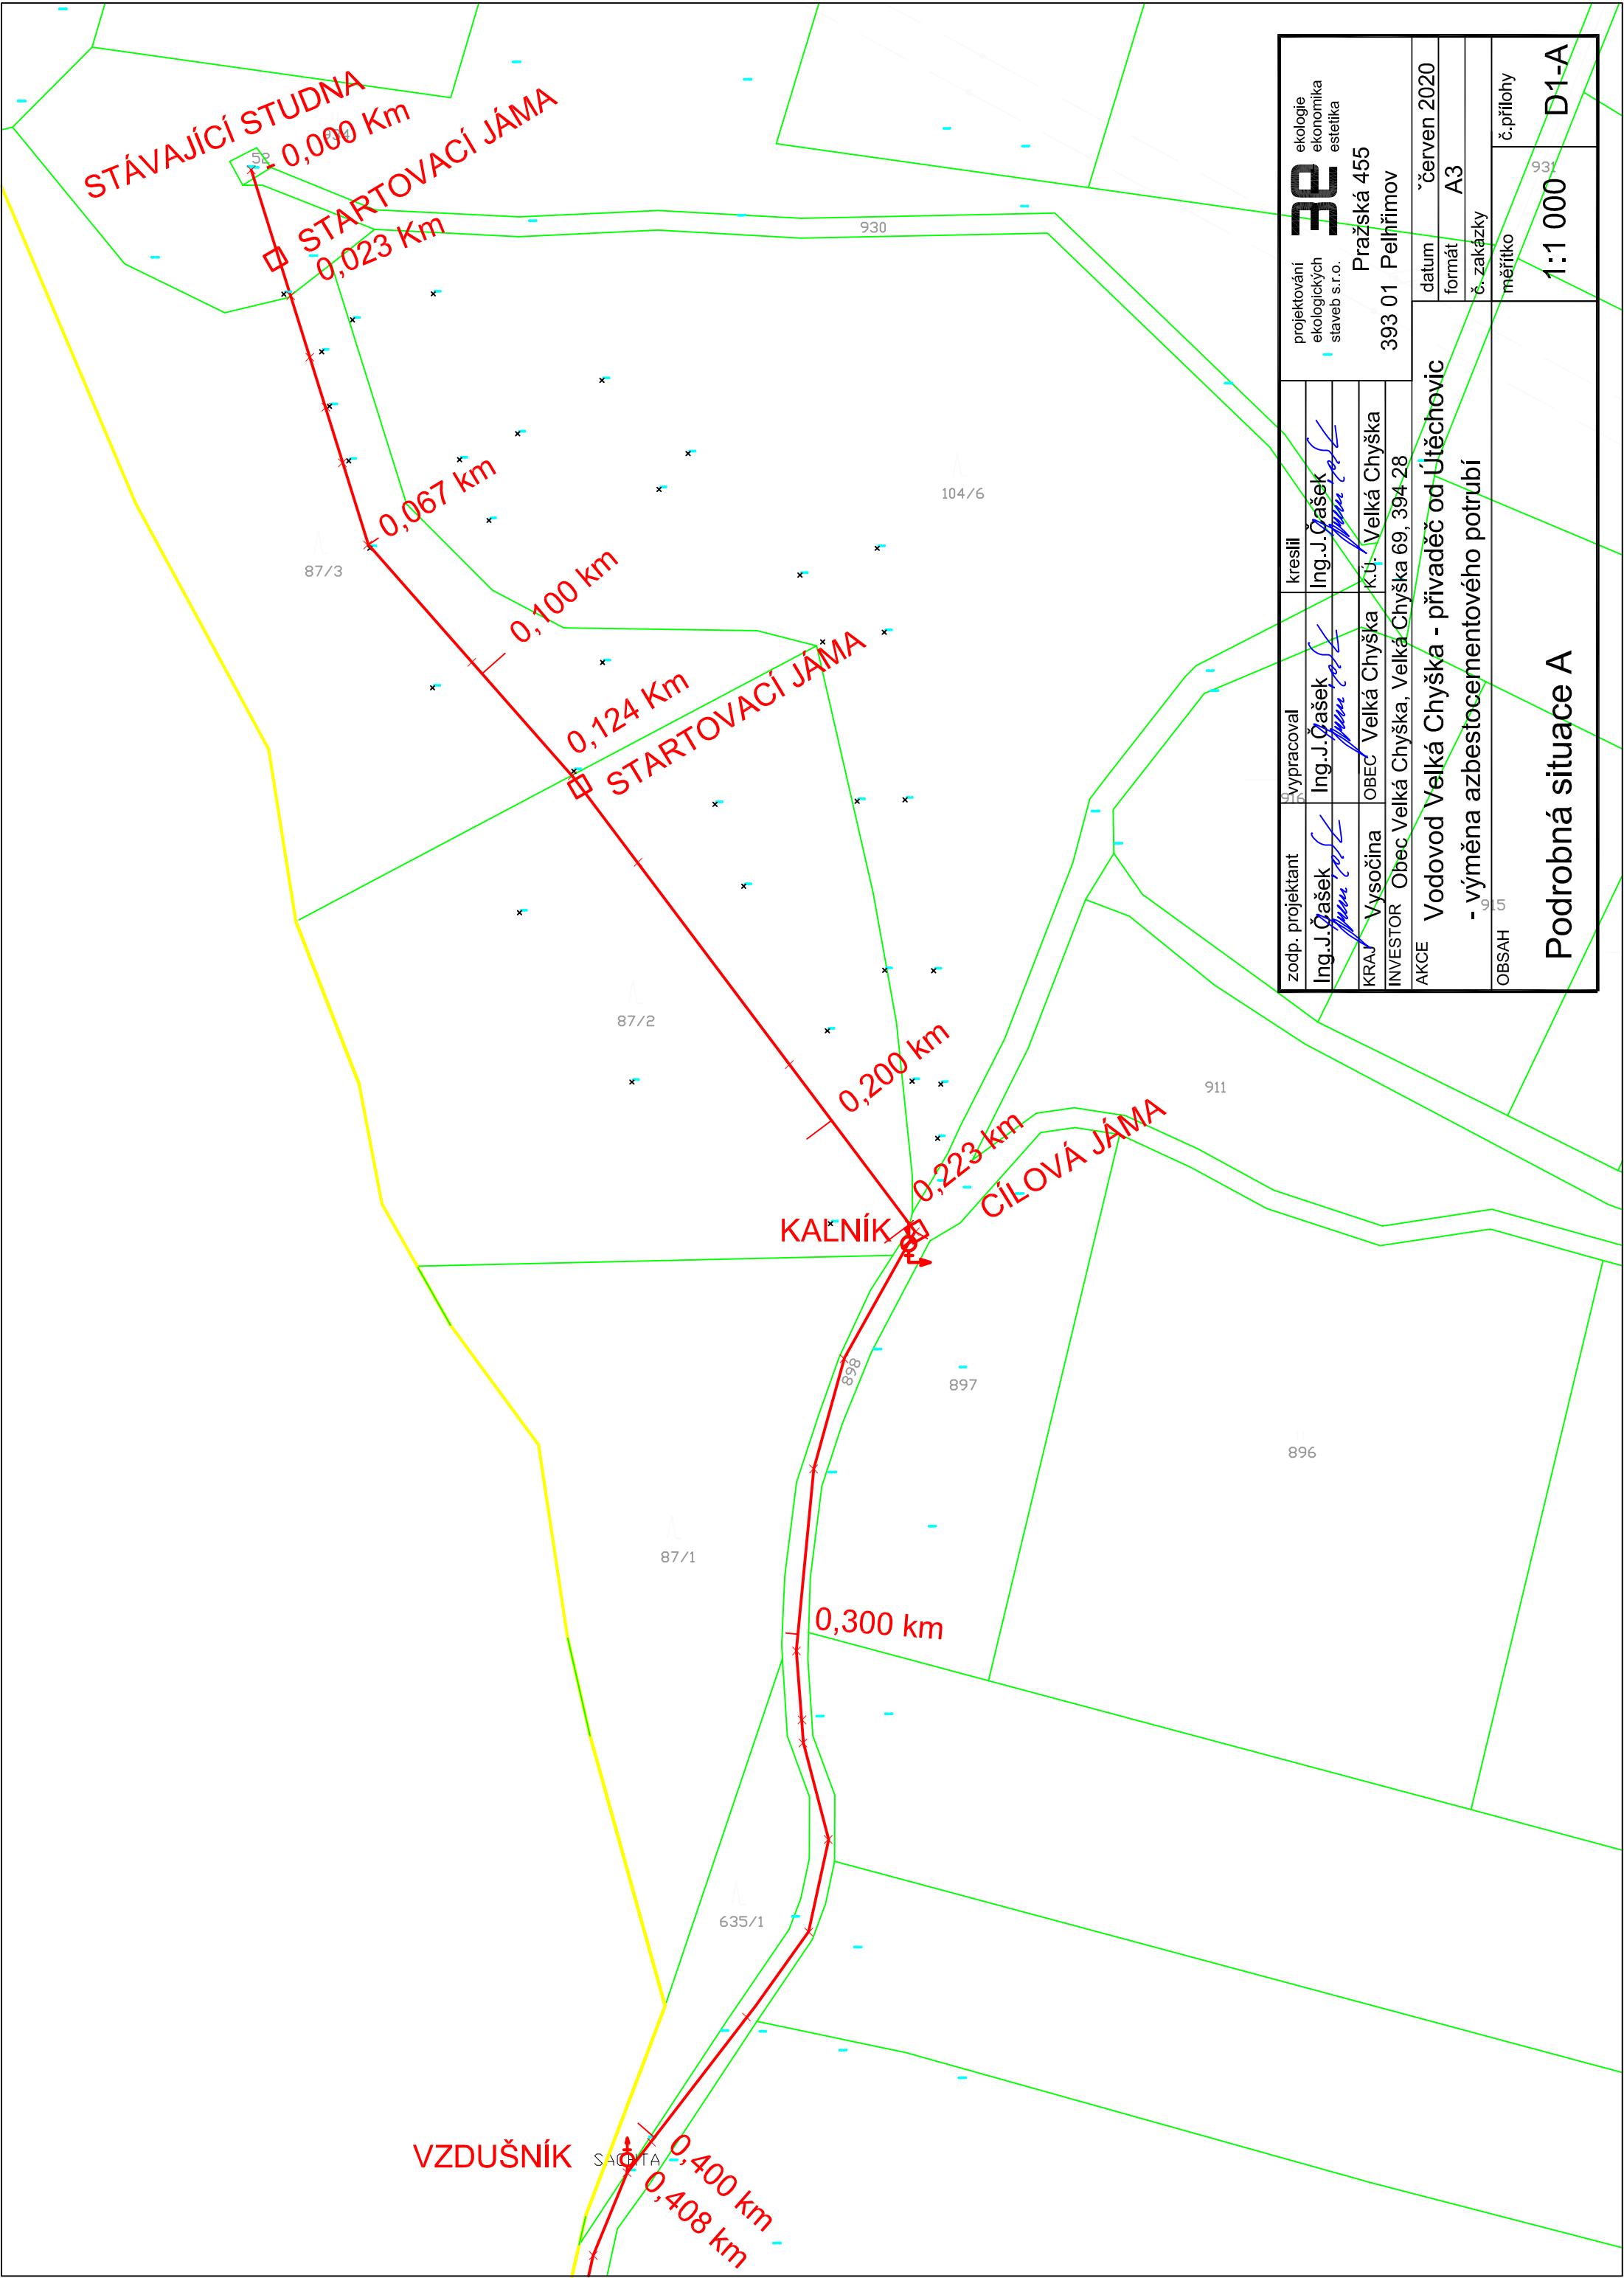 STÁVAJÍCÍ STUDNA
0,000 Km
934
52
STARTOVACÍ JÁMA
0,023 Km
930
0,067 km
104/6
87/3
0,100 km
0,124 Km
STARTOVACÍ JÁMA
87/2
0,200 km
911
0,223 km
CÍLOVÁ JÁMA
KALNÍK
898
897
896
87/1
0,300 km
635/1
VZDUŠNÍK
SACHTA
0,400 km
0,408 km
916
915
931
zodp. projektant
vypracoval
kreslil
Ing.J.Čašek
Ing.J.Čašek
Ing.J.Čašek
KRAJ Vysočina
OBEC Velká Chyška
K.Ú. Velká Chyška
INVESTOR Obec Velká Chyška, Velká Chyška 69, 394 28
AKCE
Vodovod Velká Chyška - přivaděč od Útěchovic
- výměna azbestocementového potrubí
OBSAH
Podrobná situace A
projektování
ekologických
staveb s.r.o.
3e
ekologie
ekonomika
estetika
Pražská 455
393 01 Pelhřimov
datum červen 2020
formát A3
č. zakázky
měřítko
1:1 000
č.přílohy
D1-A